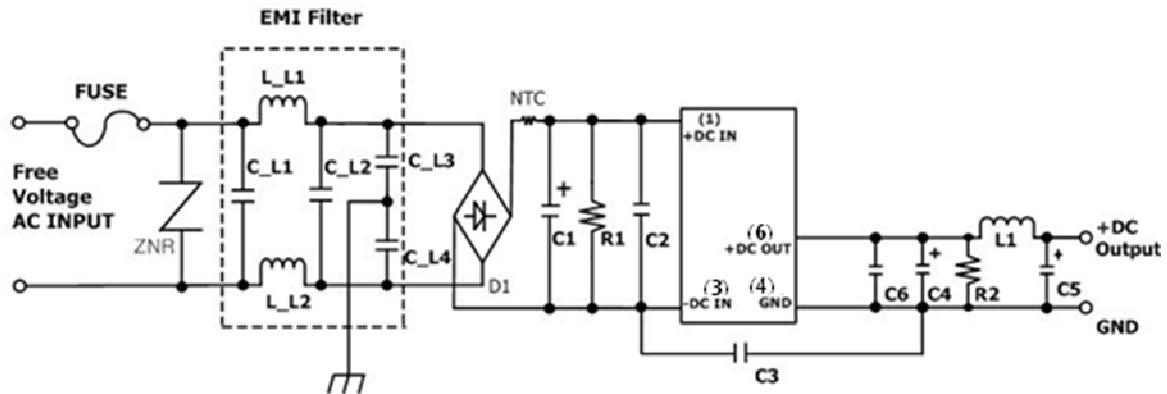 EMI Filter
L_L1
FUSE
NTC
(1)
+DC IN
C_L1
C_L2
C_L3
Free
Voltage
AC INPUT
ZNR
+
C1
R1
C2
(6)
+DC OUT
L1
+DC
Output
C_L4
D1
L_L2
(3)
-DC IN
(4)
GND
C6
+
C4
R2
+
C5
GND
C3